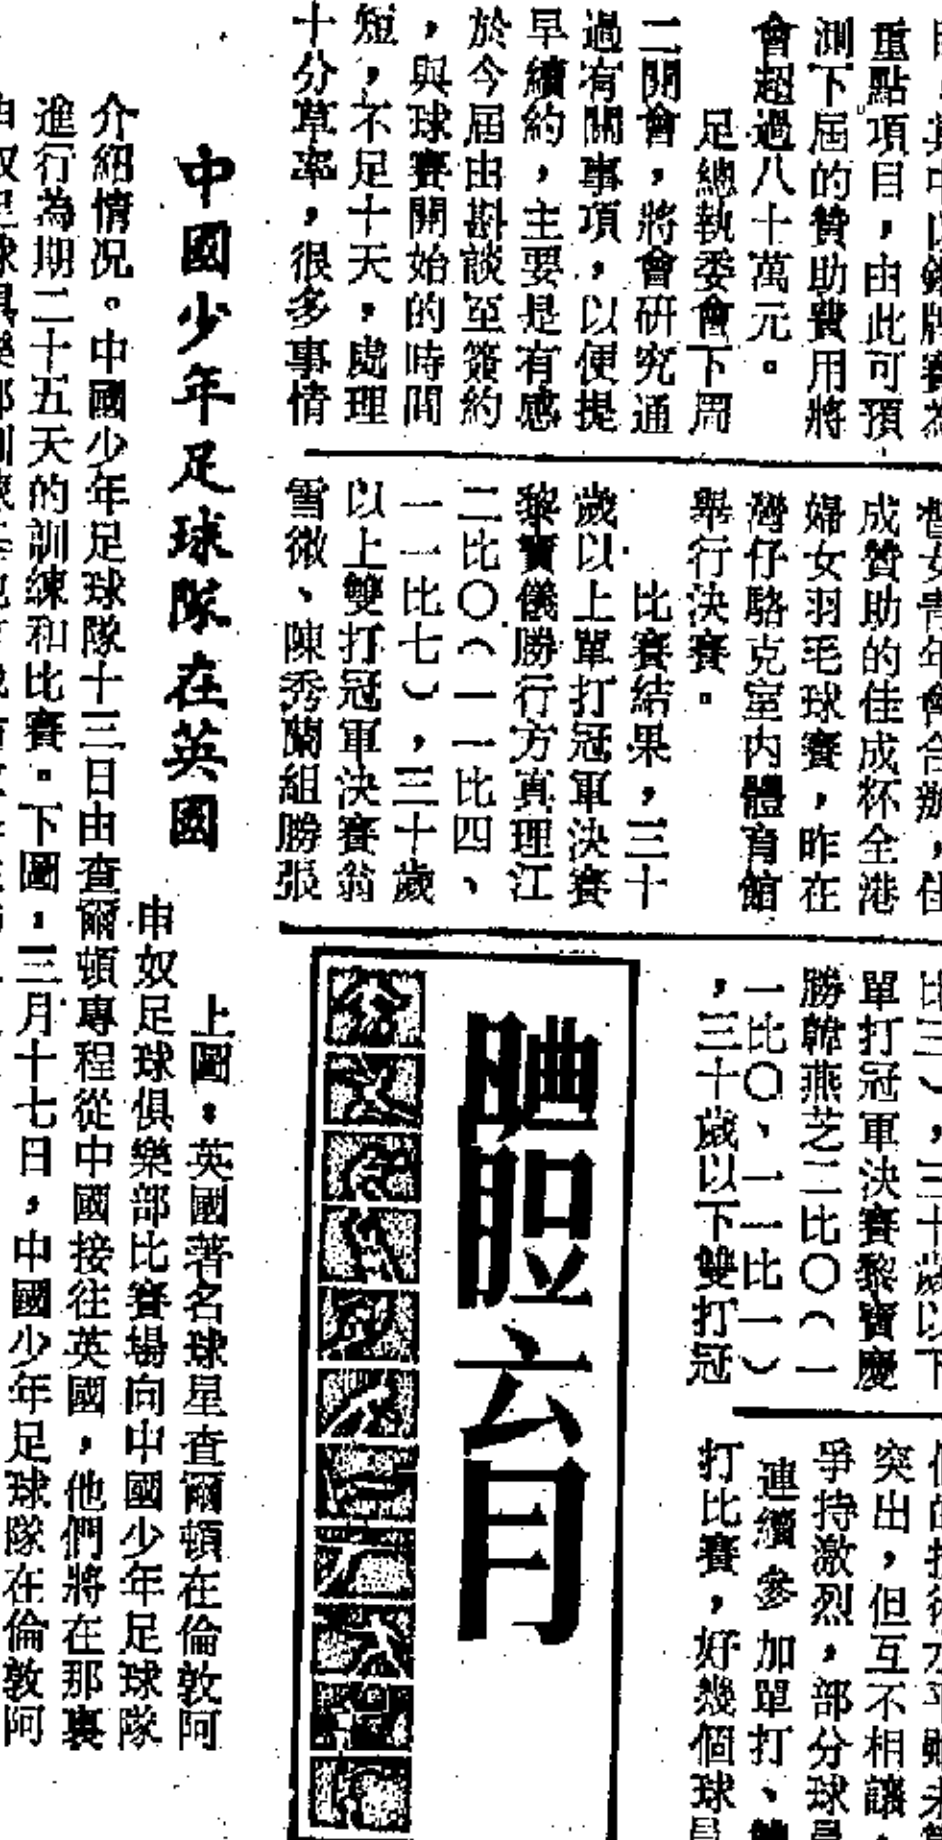 重點項目，由此可預
測下屆的贊助費用將
會超過八十萬元。
足總執委會下周
二開會，將會研究通
過有關事項，以便提
早續約，主要是有感
於今屆由斟談至簽約
，與球賽開始的時間
短，不足十天，處理
十分草率，很多事情
成贊助的佳成杯全港
婦女羽毛球賽，昨在
灣仔駱克室內體育館
舉行決賽。
比賽結果，三十
歲以上單打冠軍決賽
黎寶儀勝行方真理江
二比〇（一一比四、
一一比七），三十歲
以上雙打冠軍決賽翁
雪微、陳秀蘭組勝張
比三），三十歲以下
單打冠軍決賽黎寶慶
勝韓燕芝二比〇（一
一比〇、一一比一）
，三十歲以下雙打冠
突出，但互不相讓，
爭持激烈，部分球員
連續參加單打、雙
打比賽，好幾個球員
體育
中國少年足球隊在英國
上圖：英國著名球星查爾頓在倫敦阿
申奴足球俱樂部比賽場向中國少年足球隊
介紹情況。中國少年足球隊十三日由查爾頓專程從中國接往英國，他們將在那裏
進行為期二十五天的訓練和比賽。下圖：三月十七日，中國少年足球隊在倫敦阿